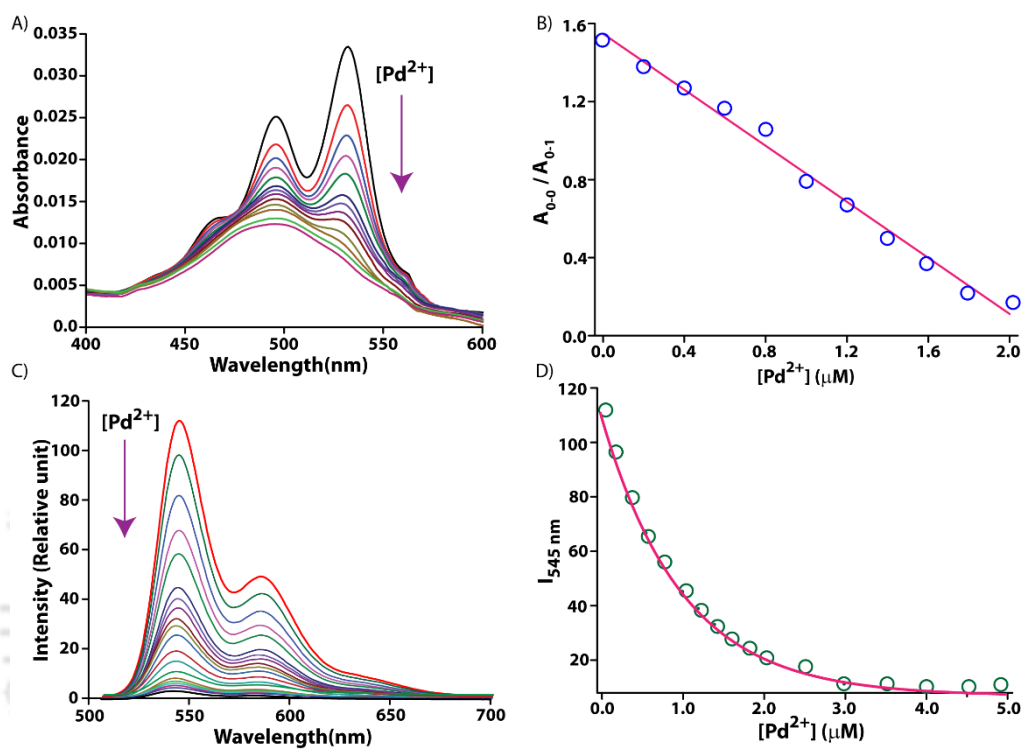 A)
0.035
0.030
0.025
0.020
0.015
0.010
0.005
0.0
Absorbance
[Pd²⁺]
400 450 500 550 600
Wavelength(nm)
B)
1.6
1.2
0.8
0.4
0.0
A₀₋₀ / A₀₋₁
0.0 0.4 0.8 1.2 1.6 2.0
[Pd²⁺] (μM)
C)
120
100
80
60
40
20
0
Intensity (Relative unit)
[Pd²⁺]
500 550 600 650 700
Wavelength(nm)
D)
120
100
80
60
40
20
I₅₄₅ ₙₘ
0.0 1.0 2.0 3.0 4.0 5.0
[Pd²⁺] (μM)